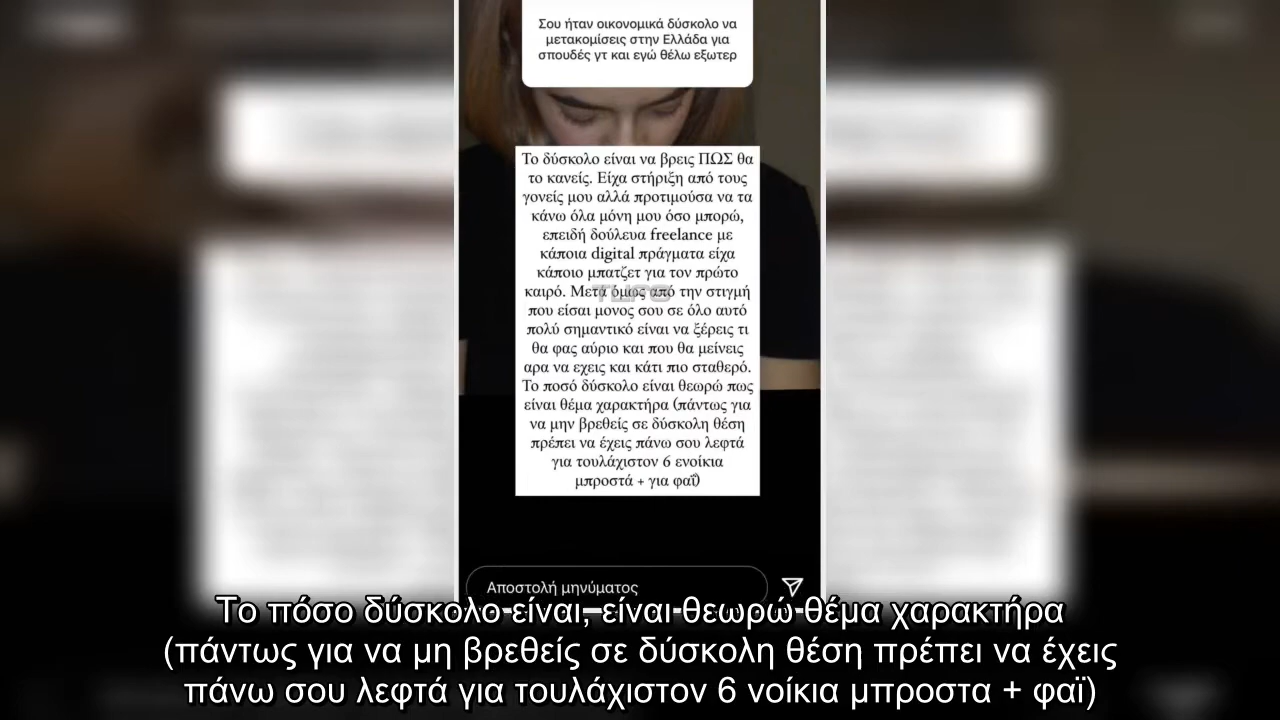 Σου ήταν οικονομικά δύσκολο να
μετακομίσεις στην Ελλάδα για
σπουδές γτ και εγώ θέλω εξωτερ
Το δύσκολο είναι να βρεις ΠΩΣ θα
το κανείς. Είχα στήριξη από τους
γονείς μου αλλά προτιμούσα να τα
κάνω όλα μόνη μου όσο μπορώ,
επειδή δούλευα freelance με
κάποια digital πράγματα είχα
κάποιο μπατζετ για τον πρώτο
καιρό. Μετά όμως από την στιγμή
που είσαι μονος σου σε όλο αυτό
πολύ σημαντικό είναι να ξέρεις τι
θα φας αύριο και που θα μείνεις
αρα να εχεις και κάτι πιο σταθερό.
Το ποσό δύσκολο είναι θεωρώ πως
είναι θέμα χαρακτήρα (πάντως για
να μην βρεθείς σε δύσκολη θέση
πρέπει να έχεις πάνω σου λεφτά
για τουλάχιστον 6 ενοίκια
μπροστά + για φαΐ)
Αποστολή μηνύματος
Το πόσο δύσκολο είναι, είναι θεωρώ θέμα χαρακτήρα
(πάντως για να μη βρεθείς σε δύσκολη θέση πρέπει να έχεις
πάνω σου λεφτά για τουλάχιστον 6 νοίκια μπροστα + φαϊ)